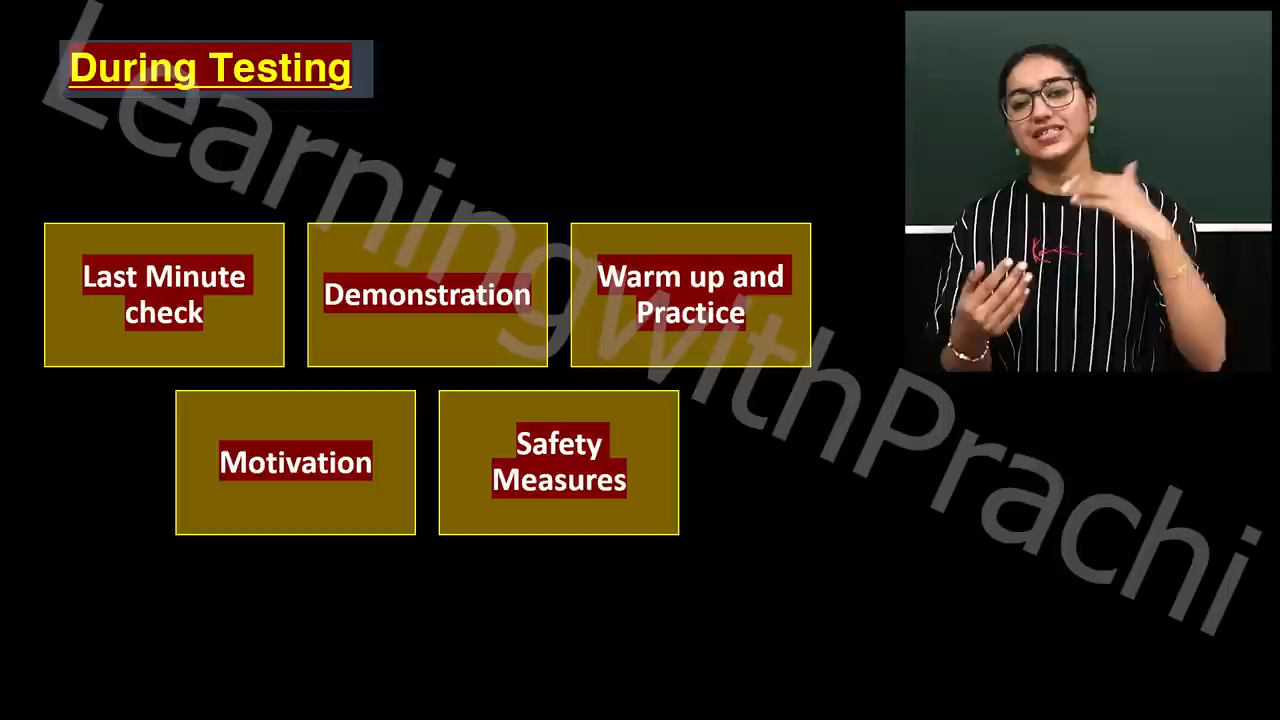 During Testing
Last Minute
check
Demonstration
Warm up and
Practice
Motivation
Safety
Measures
LearningwithPrachi